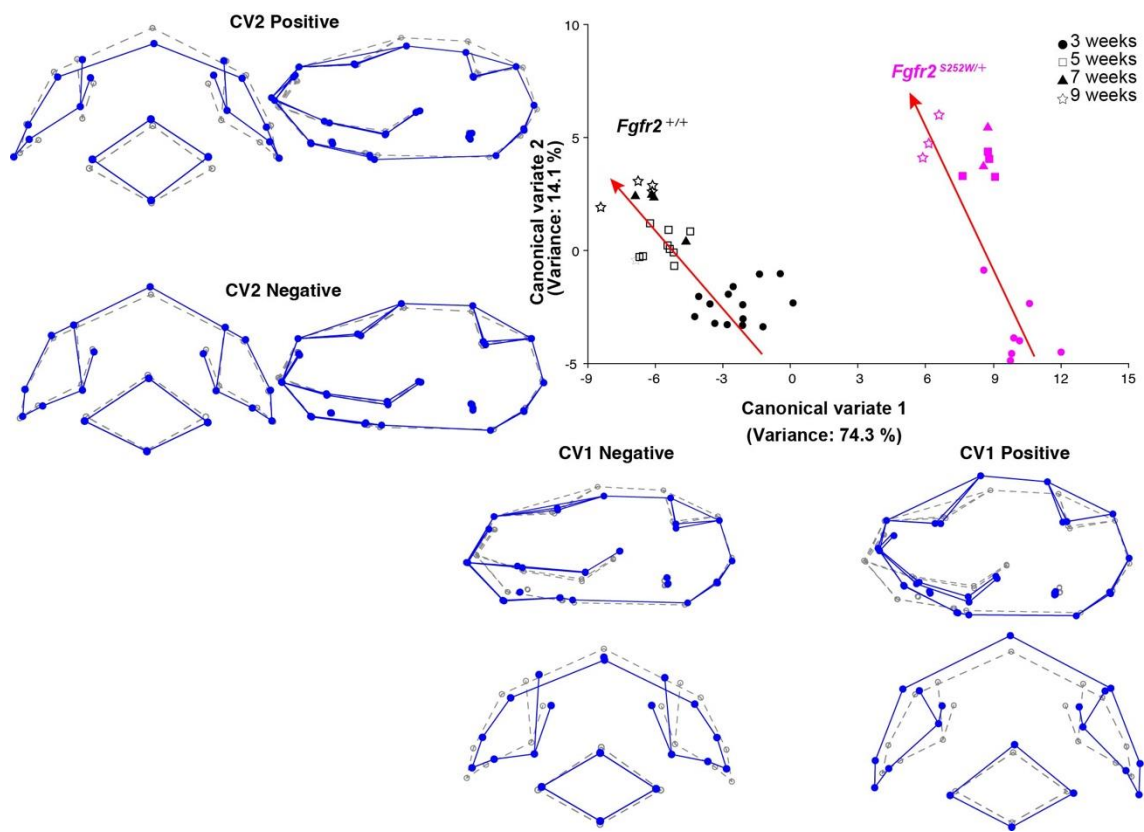 CV2 Positive
CV2 Negative
10
5
0
-5
-9
-6
-3
0
3
6
9
12
15
Canonical variate 2
(Variance: 14.1 %)
Canonical variate 1
(Variance: 74.3 %)
Fgfr2 +/+
Fgfr2 S252W/+
3 weeks
5 weeks
7 weeks
9 weeks
CV1 Negative
CV1 Positive